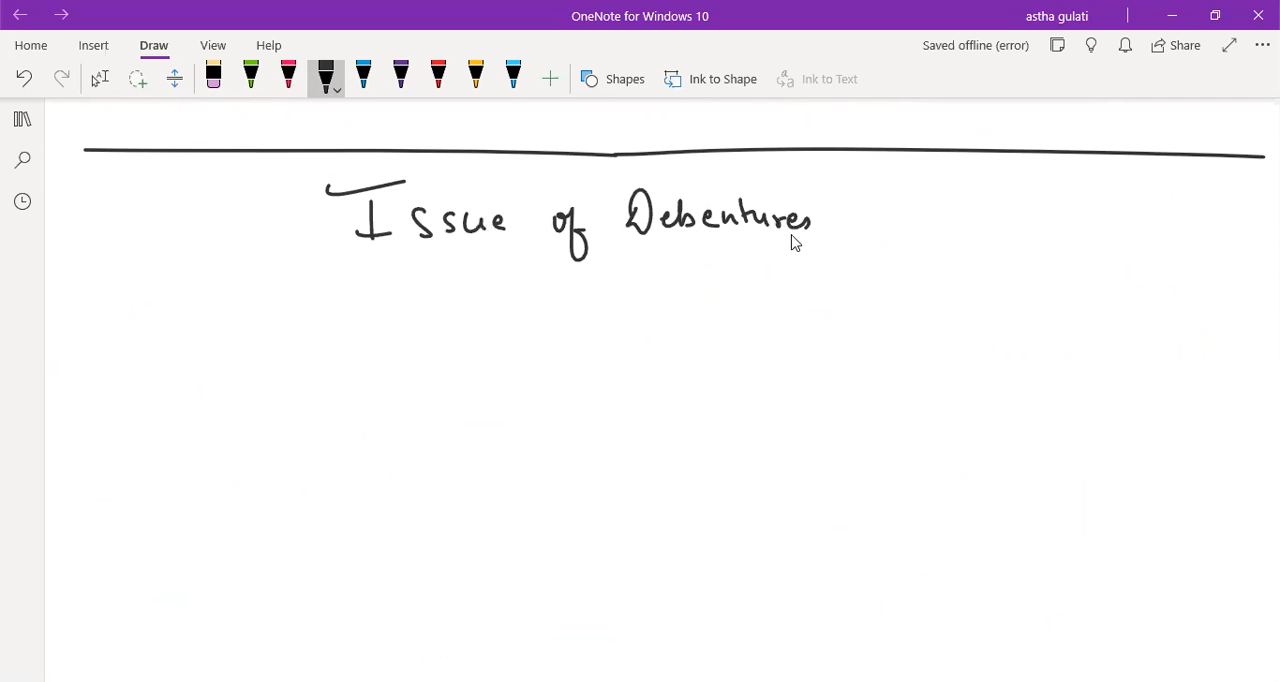 OneNote for Windows 10
astha gulati
Home Insert Draw View Help
Saved offline (error)
Share
Shapes
Ink to Shape
Ink to Text
Issue of Debentures